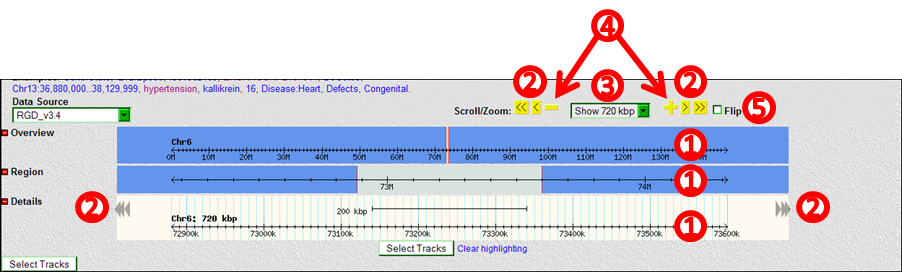 4
2 3 2
Chr13:36,880,000..38,129,999, hypertension, kallikrein, 16, Disease:Heart, Defects, Congenital.
Data Source
Scroll/Zoom: << < − Show 720 kbp + > >> Flip 5
RGD_v3.4
Overview
Chr6 1
0M 10M 20M 30M 40M 50M 60M 70M 80M 90M 100M 110M 120M 130M
Region
1
73M 74M
Details
2 200 kbp 2
Chr6: 720 kbp 1
72900k 73000k 73100k 73200k 73300k 73400k 73500k 73600k
Select Tracks Clear highlighting
Select Tracks